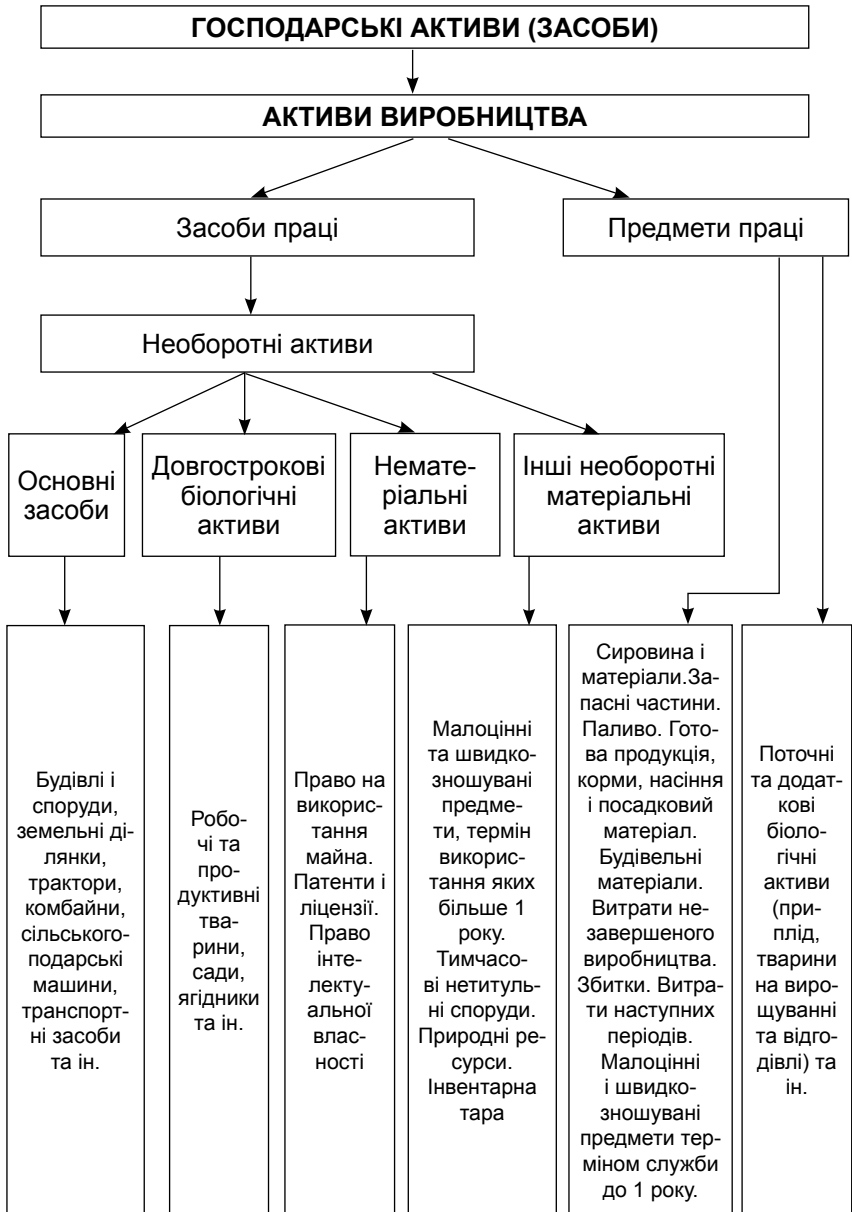 ГОСПОДАРСЬКІ АКТИВИ (ЗАСОБИ)
АКТИВИ ВИРОБНИЦТВА
Засоби праці
Предмети праці
Необоротні активи
Основні
засоби
Довгострокові
біологічні
активи
Немате-
ріальні
активи
Інші необоротні
матеріальні
активи
Будівлі і
споруди,
земельні ді-
лянки,
трактори,
комбайни,
сільського-
подарські
машини,
транспорт-
ні засоби
та ін.
Робо-
чі та
про-
дуктивні
тва-
рини,
сади,
ягідники
та ін.
Право на
викорис-
тання
майна.
Патенти і
ліцензії.
Право
інте-
лекту-
альної
влас-
ності
Малоцінні
та швидко-
зношувані
предме-
ти, термін
викорис-
тання яких
більше 1
року.
Тимчасо-
ві нетитуль-
ні споруди.
Природні ре-
сурси.
Інвентарна
тара
Сировина і
матеріали.За-
пасні частини.
Паливо. Гото-
ва продукція,
корми, насіння
і посадковий
матеріал.
Будівельні
матеріали.
Витрати не-
завершеного
виробництва.
Збитки. Витра-
ти наступних
періодів.
Малоцінні
і швидко-
зношувані
предмети тер-
міном служби
до 1 року.
Поточні
та додат-
кові
біоло-
гічні
активи
(при-
плід,
тварини
на виро-
щуванні
та відго-
дівлі) та
ін.